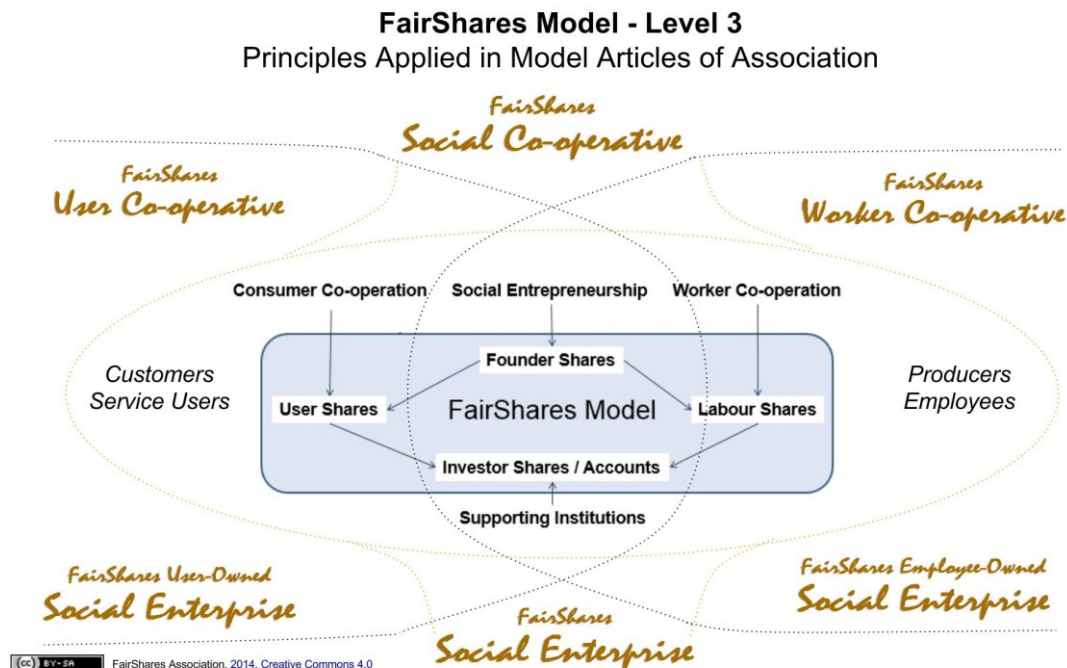 FairShares Model - Level 3
Principles Applied in Model Articles of Association
FairShares
Social Co-operative
FairShares
User Co-operative
FairShares
Worker Co-operative
Consumer Co-operation
Social Entrepreneurship
Worker Co-operation
Founder Shares
Customers
Service Users
Producers
Employees
User Shares
FairShares Model
Labour Shares
Investor Shares / Accounts
Supporting Institutions
FairShares User-Owned
Social Enterprise
FairShares
Social Enterprise
FairShares Employee-Owned
Social Enterprise
(cc) BY-SA
FairShares Association, 2014, Creative Commons 4.0